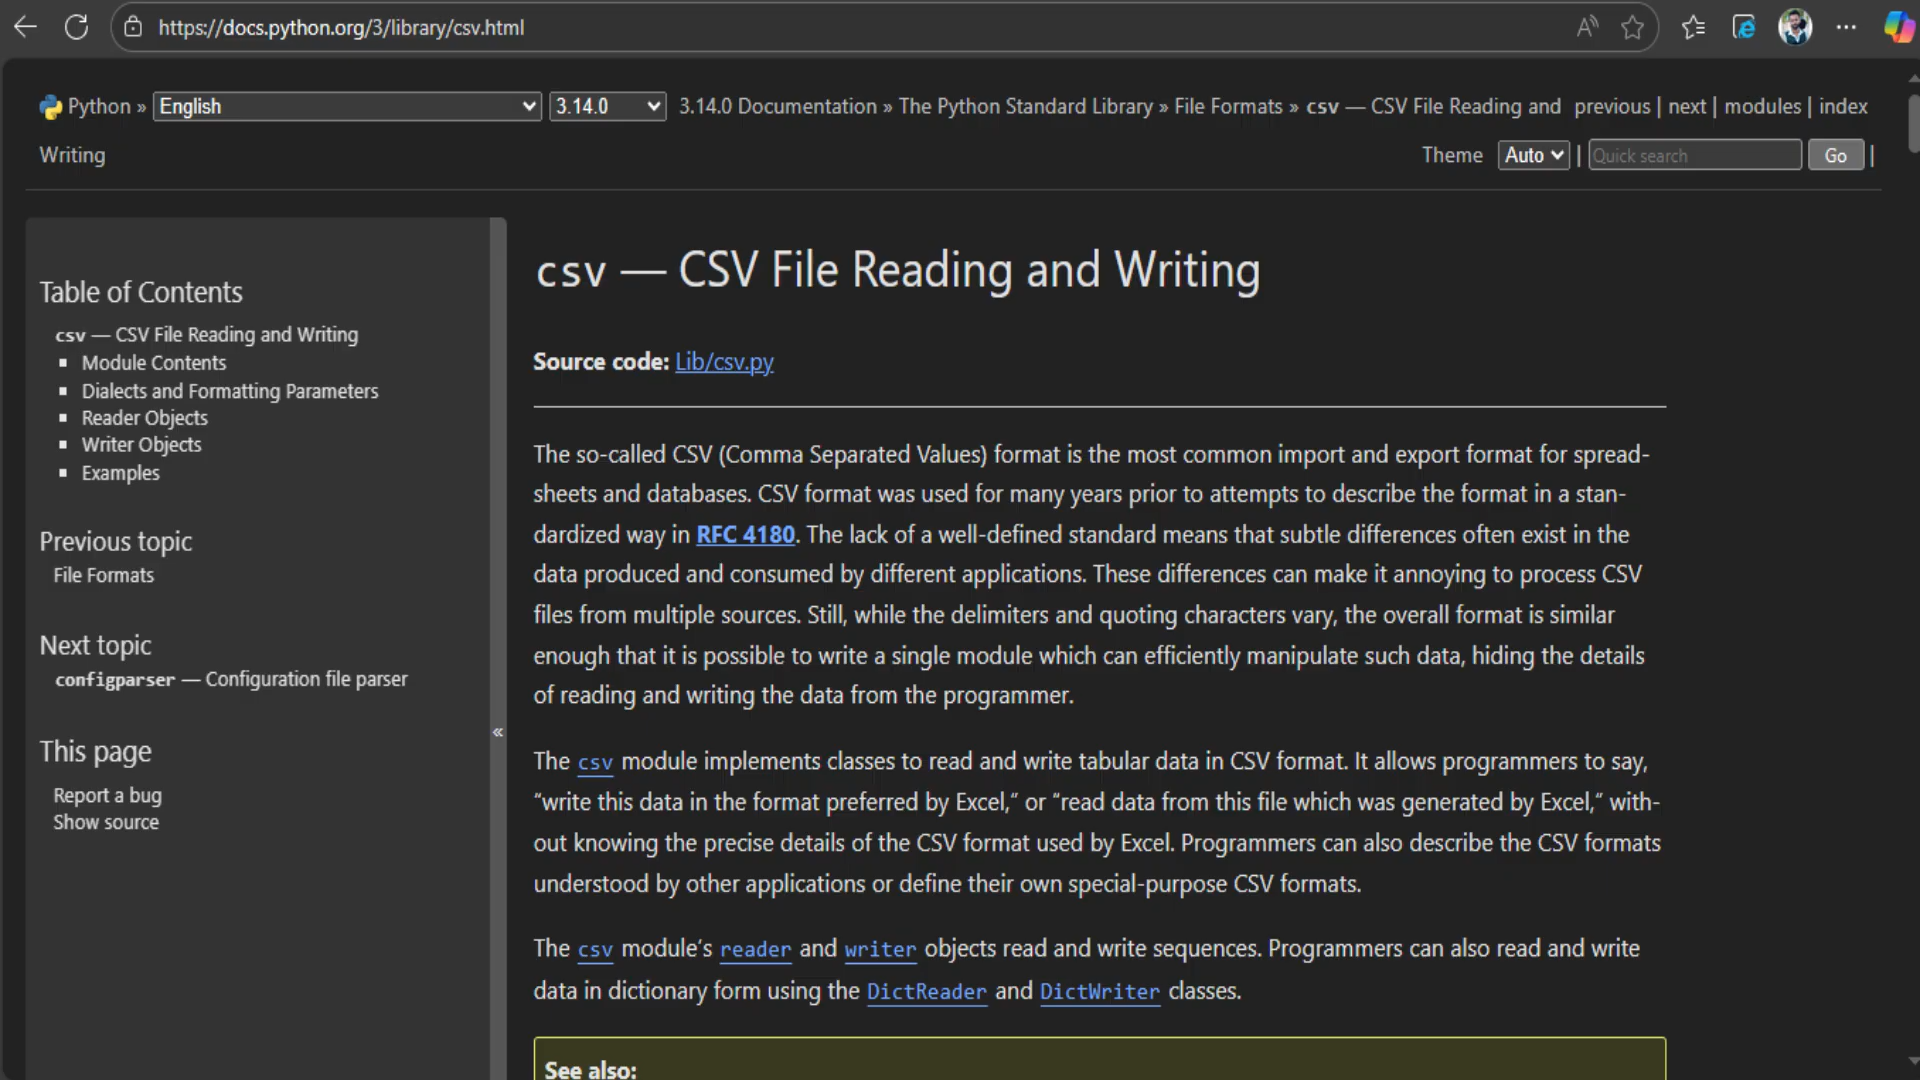 https://docs.python.org/3/library/csv.html
Python » English 3.14.0 3.14.0 Documentation » The Python Standard Library » File Formats » csv — CSV File Reading and Writing
previous | next | modules | index
Theme Auto | Quick search Go |
Table of Contents
csv — CSV File Reading and Writing
Module Contents
Dialects and Formatting Parameters
Reader Objects
Writer Objects
Examples
Previous topic
File Formats
Next topic
configparser — Configuration file parser
This page
Report a bug
Show source
«
csv — CSV File Reading and Writing
Source code: Lib/csv.py
The so-called CSV (Comma Separated Values) format is the most common import and export format for spread-
sheets and databases. CSV format was used for many years prior to attempts to describe the format in a stan-
dardized way in RFC 4180. The lack of a well-defined standard means that subtle differences often exist in the
data produced and consumed by different applications. These differences can make it annoying to process CSV
files from multiple sources. Still, while the delimiters and quoting characters vary, the overall format is similar
enough that it is possible to write a single module which can efficiently manipulate such data, hiding the details
of reading and writing the data from the programmer.
The csv module implements classes to read and write tabular data in CSV format. It allows programmers to say,
“write this data in the format preferred by Excel,” or “read data from this file which was generated by Excel,” with-
out knowing the precise details of the CSV format used by Excel. Programmers can also describe the CSV formats
understood by other applications or define their own special-purpose CSV formats.
The csv module’s reader and writer objects read and write sequences. Programmers can also read and write
data in dictionary form using the DictReader and DictWriter classes.
See also: